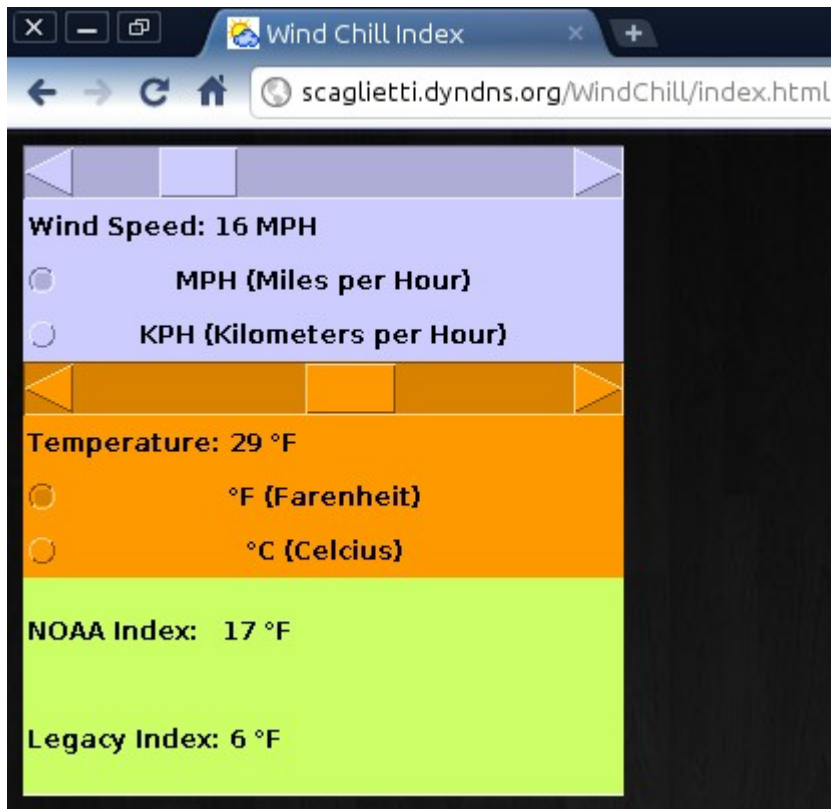 Wind Chill Index
scaglietti.dyndns.org/WindChill/index.html
Wind Speed: 16 MPH
MPH (Miles per Hour)
KPH (Kilometers per Hour)
Temperature: 29 °F
°F (Farenheit)
°C (Celcius)
NOAA Index: 17 °F
Legacy Index: 6 °F